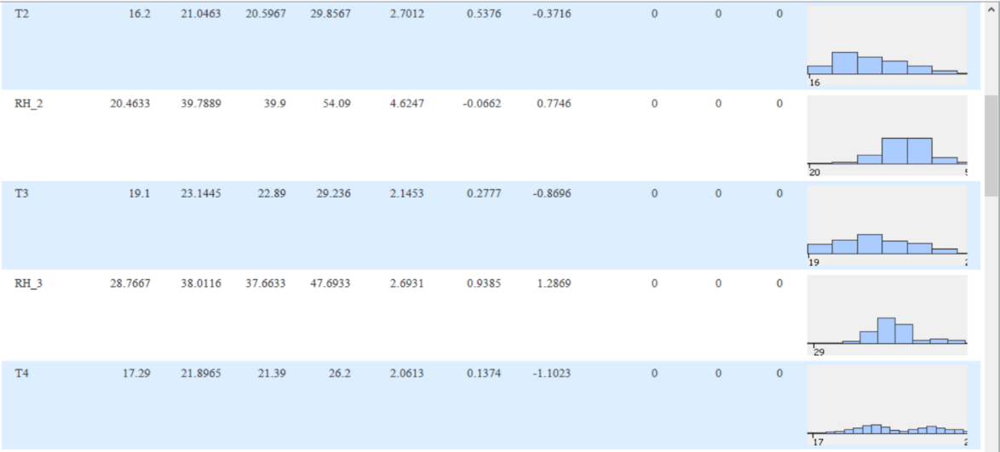 T2 16.2 21.0463 20.5967 29.8567 2.7012 0.5376 -0.3716 0 0 0
16
RH_2 20.4633 39.7889 39.9 54.09 4.6247 -0.0662 0.7746 0 0 0
20
T3 19.1 23.1445 22.89 29.236 2.1453 0.2777 -0.8696 0 0 0
19
RH_3 28.7667 38.0116 37.6633 47.6933 2.6931 0.9385 1.2869 0 0 0
29
T4 17.29 21.8965 21.39 26.2 2.0613 0.1374 -1.1023 0 0 0
17